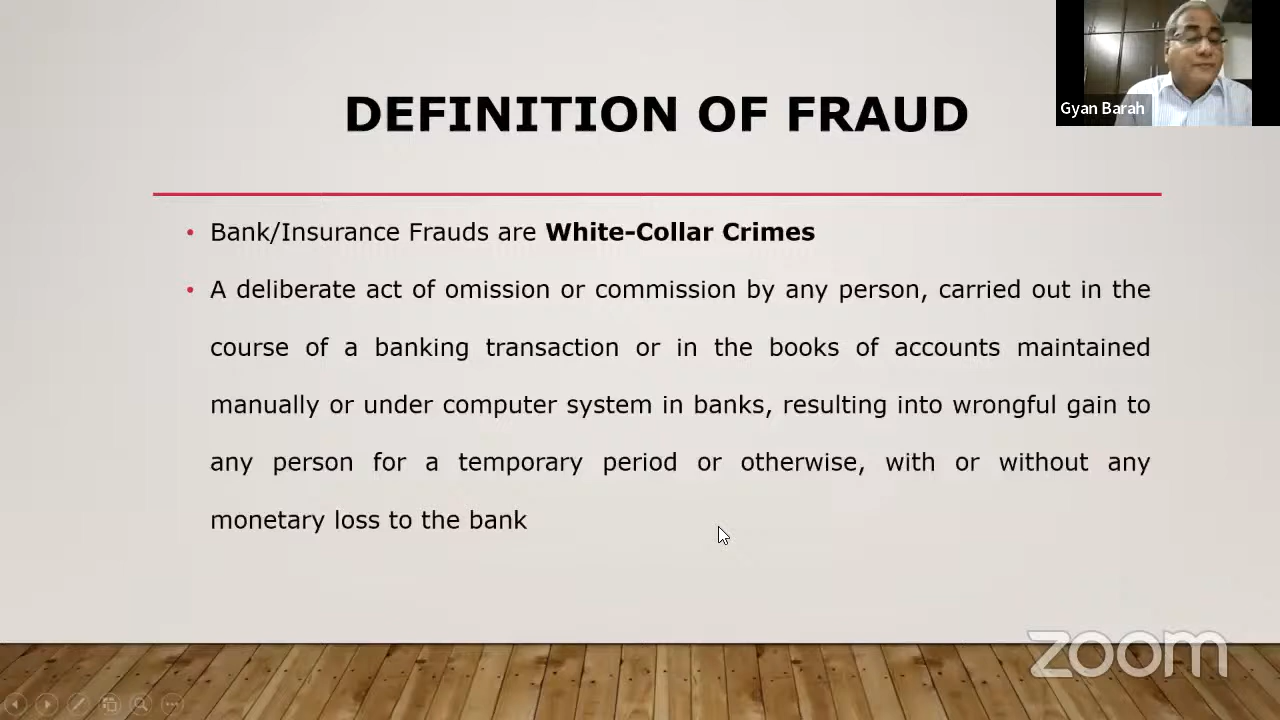 DEFINITION OF FRAUD
Gyan Barah
• Bank/Insurance Frauds are White-Collar Crimes
• A deliberate act of omission or commission by any person, carried out in the
course of a banking transaction or in the books of accounts maintained
manually or under computer system in banks, resulting into wrongful gain to
any person for a temporary period or otherwise, with or without any
monetary loss to the bank
zoom